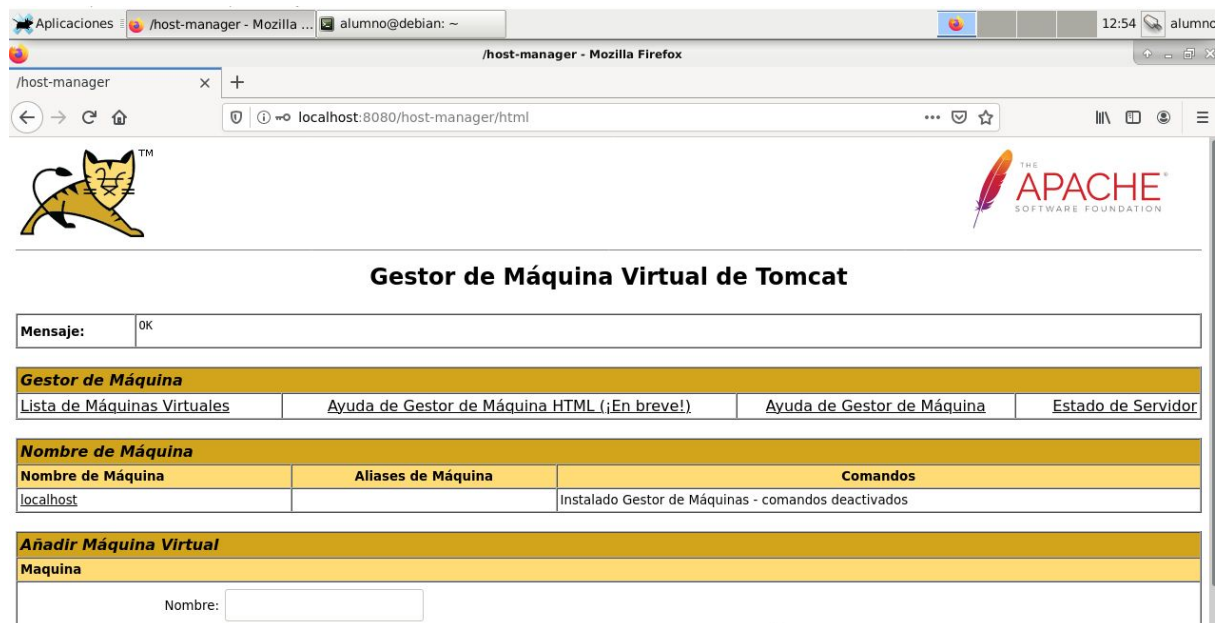 Aplicaciones /host-manager - Mozilla ... alumno@debian: ~ 12:54 alumno
/host-manager - Mozilla Firefox
/host-manager
localhost:8080/host-manager/html
TM
THE
APACHE
SOFTWARE FOUNDATION
Gestor de Máquina Virtual de Tomcat
Mensaje: OK
Gestor de Máquina
Lista de Máquinas Virtuales Ayuda de Gestor de Máquina HTML (¡En breve!) Ayuda de Gestor de Máquina Estado de Servidor
Nombre de Máquina
Nombre de Máquina Aliases de Máquina Comandos
localhost Instalado Gestor de Máquinas - comandos deactivados
Añadir Máquina Virtual
Maquina
Nombre: